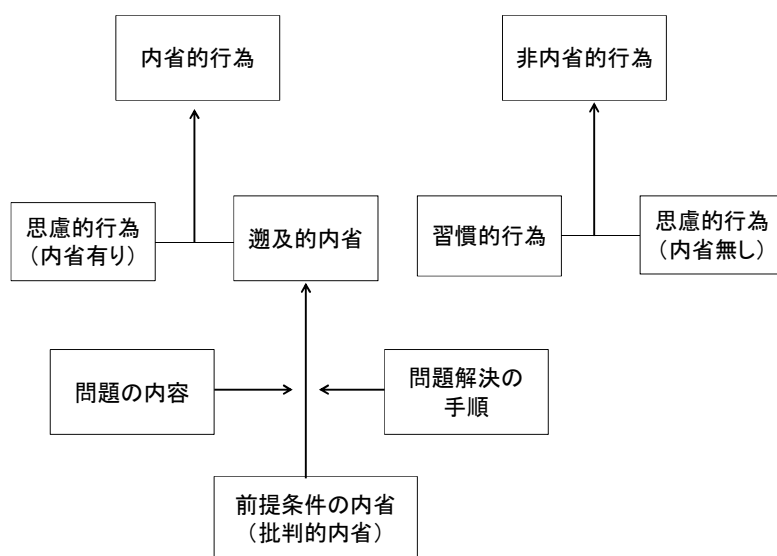 内省的行為
非内省的行為
思慮的行為
（内省有り）
遡及的内省
習慣的行為
思慮的行為
（内省無し）
問題の内容
問題解決の
手順
前提条件の内省
（批判的内省）